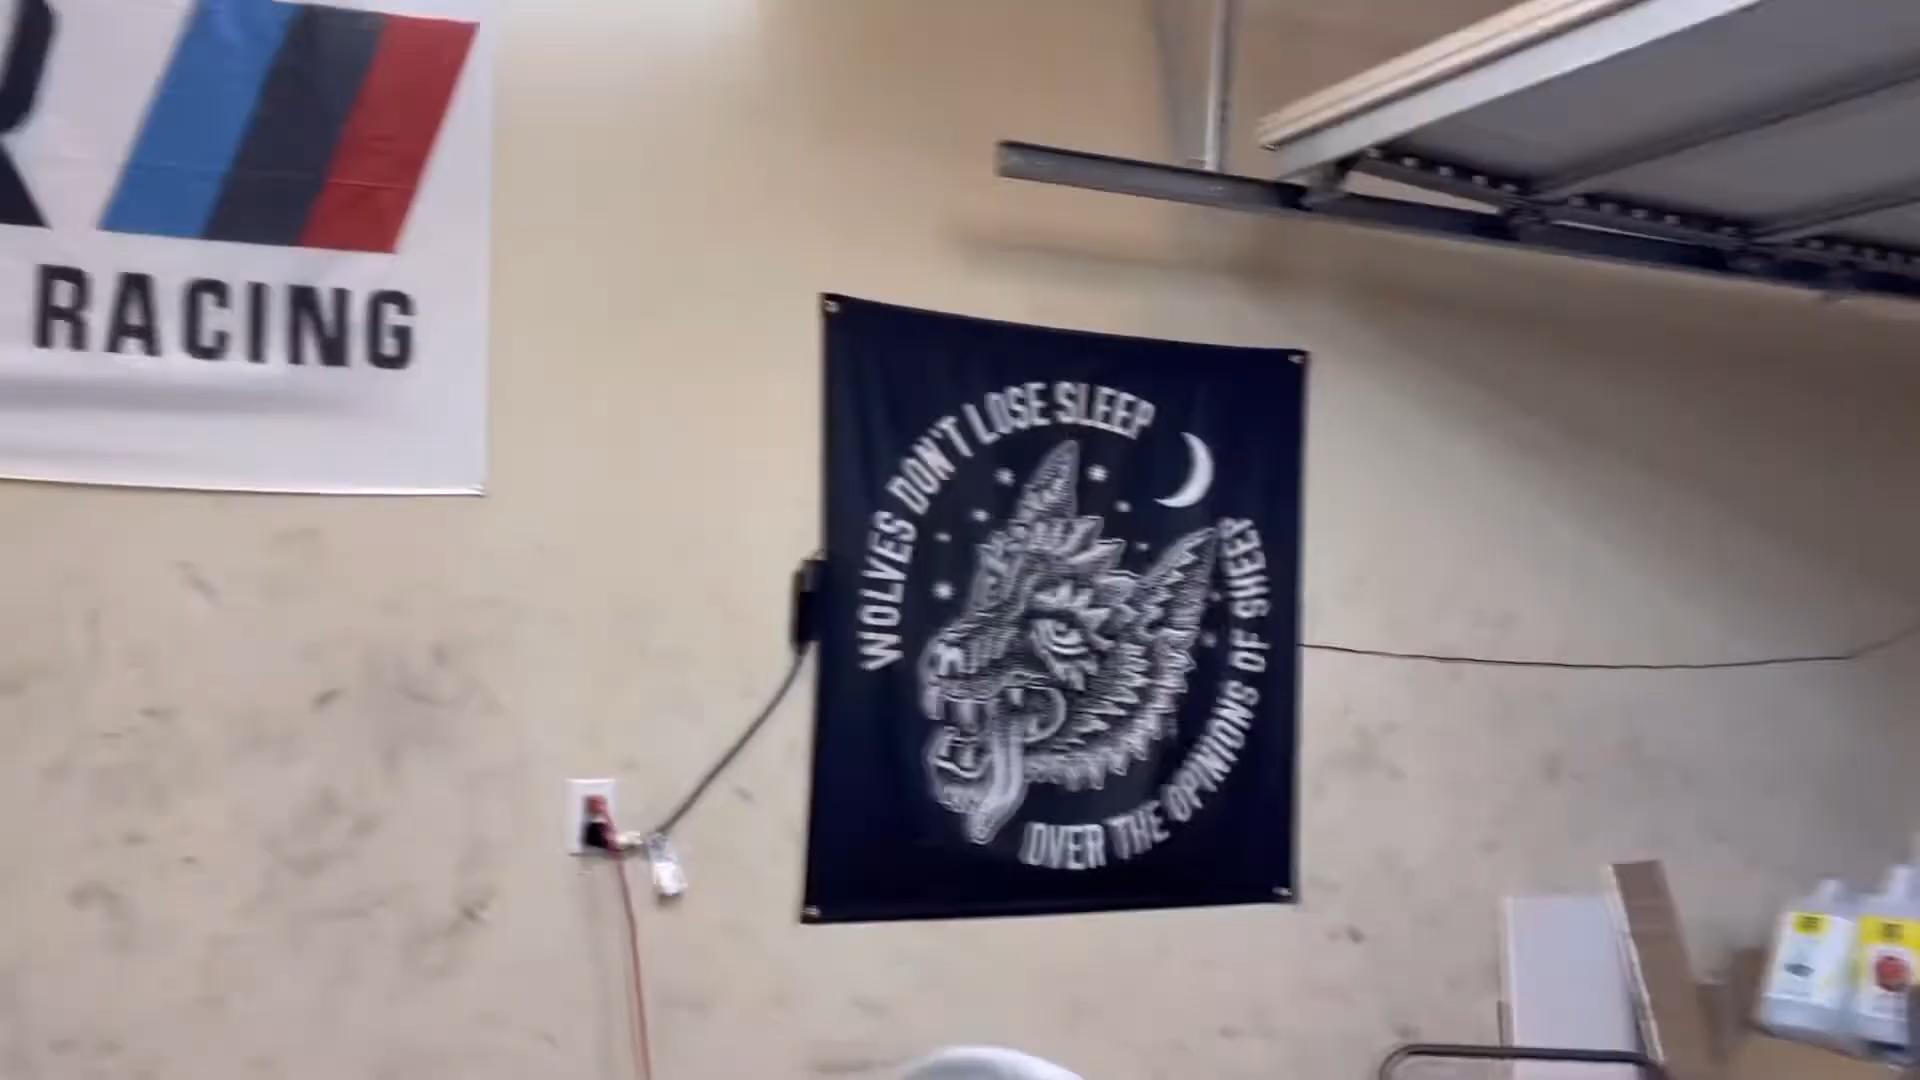 R
RACING
WOLVES DON'T LOSE SLEEP
OVER THE OPINIONS OF SHEEP